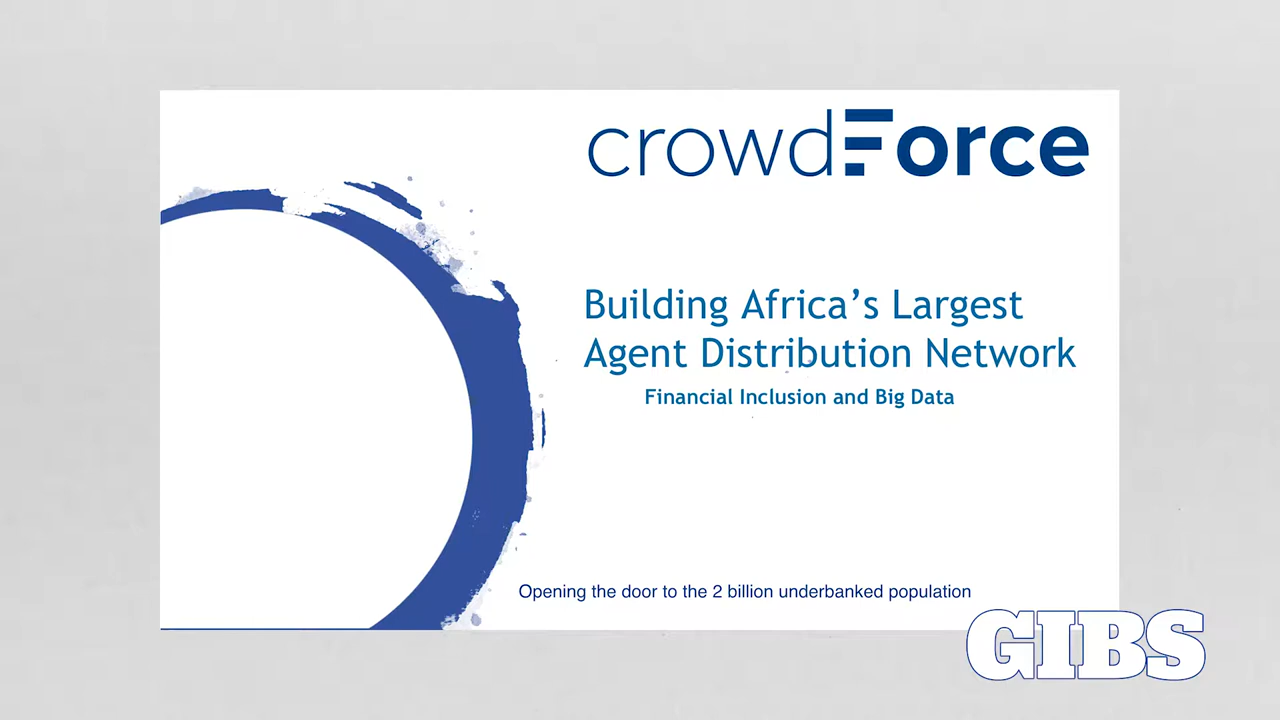 crowdForce
Building Africa’s Largest
Agent Distribution Network
Financial Inclusion and Big Data
Opening the door to the 2 billion underbanked population
GIBS